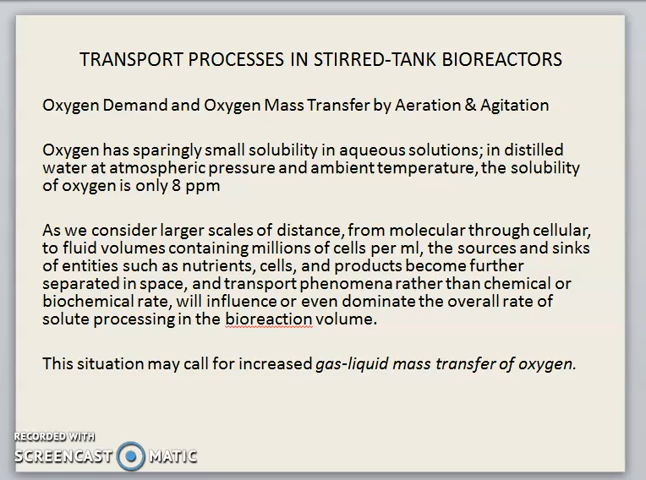 TRANSPORT PROCESSES IN STIRRED-TANK BIOREACTORS
Oxygen Demand and Oxygen Mass Transfer by Aeration & Agitation
Oxygen has sparingly small solubility in aqueous solutions; in distilled
water at atmospheric pressure and ambient temperature, the solubility
of oxygen is only 8 ppm
As we consider larger scales of distance, from molecular through cellular,
to fluid volumes containing millions of cells per ml, the sources and sinks
of entities such as nutrients, cells, and products become further
separated in space, and transport phenomena rather than chemical or
biochemical rate, will influence or even dominate the overall rate of
solute processing in the bioreaction volume.
This situation may call for increased gas-liquid mass transfer of oxygen.
RECORDED WITH
SCREENCAST MATIC